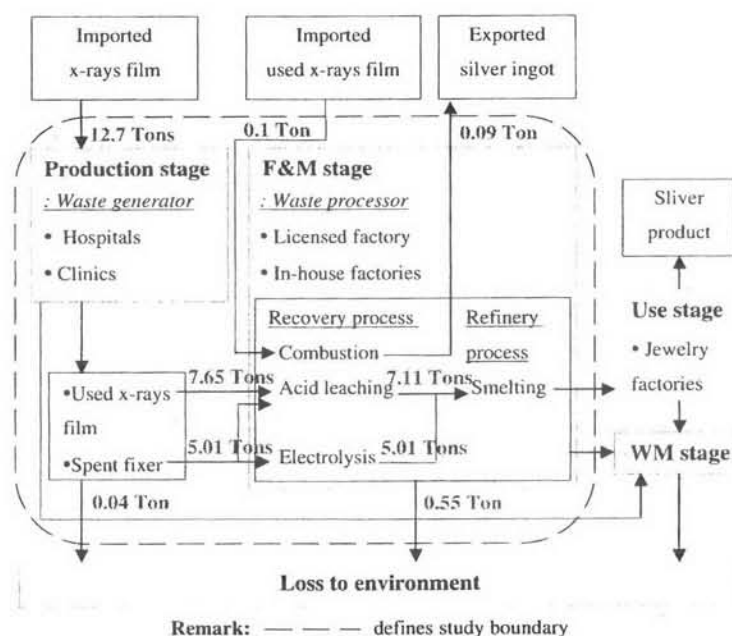 Imported
x-rays film
Imported
used x-rays film
Exported
silver ingot
12.7 Tons
0.1 Ton
0.09 Ton
Production stage
: Waste generator
• Hospitals
• Clinics
F&M stage
: Waste processor
• Licensed factory
• In-house factories
Sliver
product
Use stage
• Jewelry
factories
Recovery process
Refinery
process
Combustion
7.65 Tons
Acid leaching
7.11 Tons
Smelting
•Used x-rays
film
•Spent fixer
5.01 Tons
Electrolysis
5.01 Tons
WM stage
0.04 Ton
0.55 Ton
Loss to environment
Remark: — — — — defines study boundary